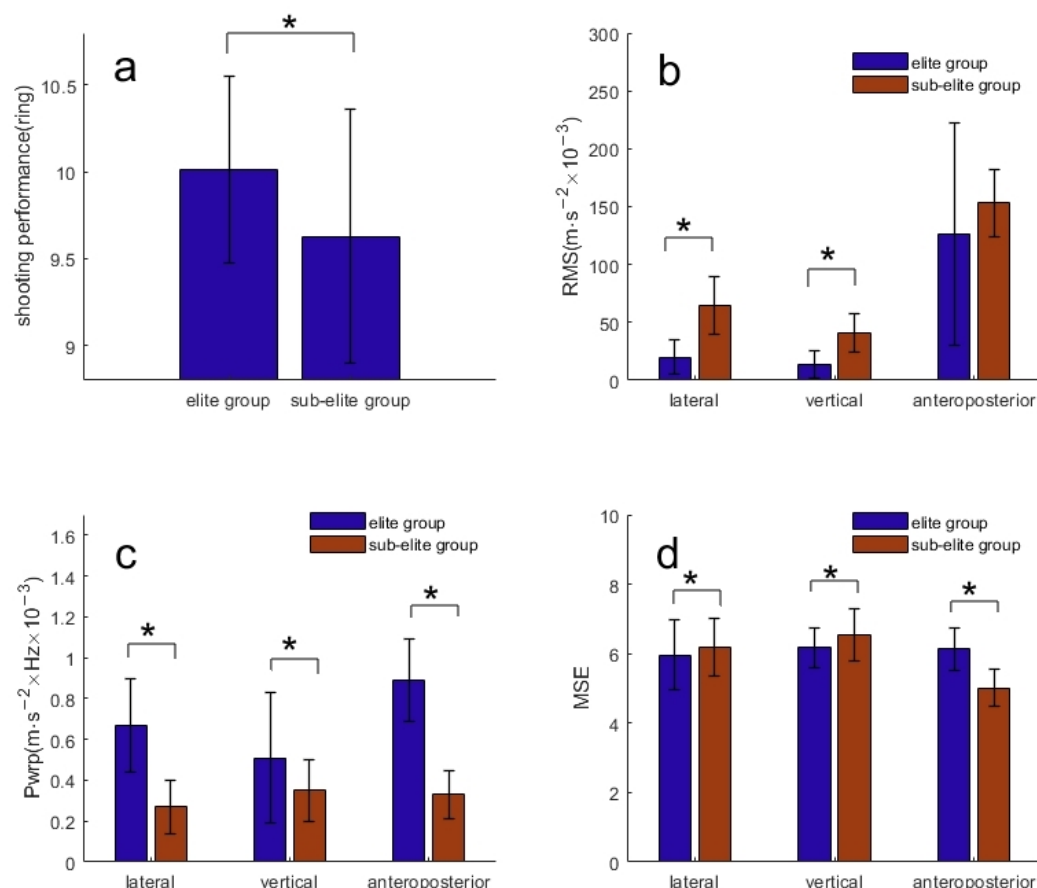 *
a
shooting performance(ring)
10.5
10
9.5
9
elite group sub-elite group
b
elite group
sub-elite group
RMS(m·s⁻²×10⁻³)
300
250
200
150
100
50
0
*
*
lateral vertical anteroposterior
c
elite group
sub-elite group
Pwrp(m·s⁻²×Hz×10⁻³)
1.6
1.4
1.2
1
0.8
0.6
0.4
0.2
0
*
*
*
lateral vertical anteroposterior
d
elite group
sub-elite group
MSE
10
8
6
4
2
0
*
*
*
lateral vertical anteroposterior